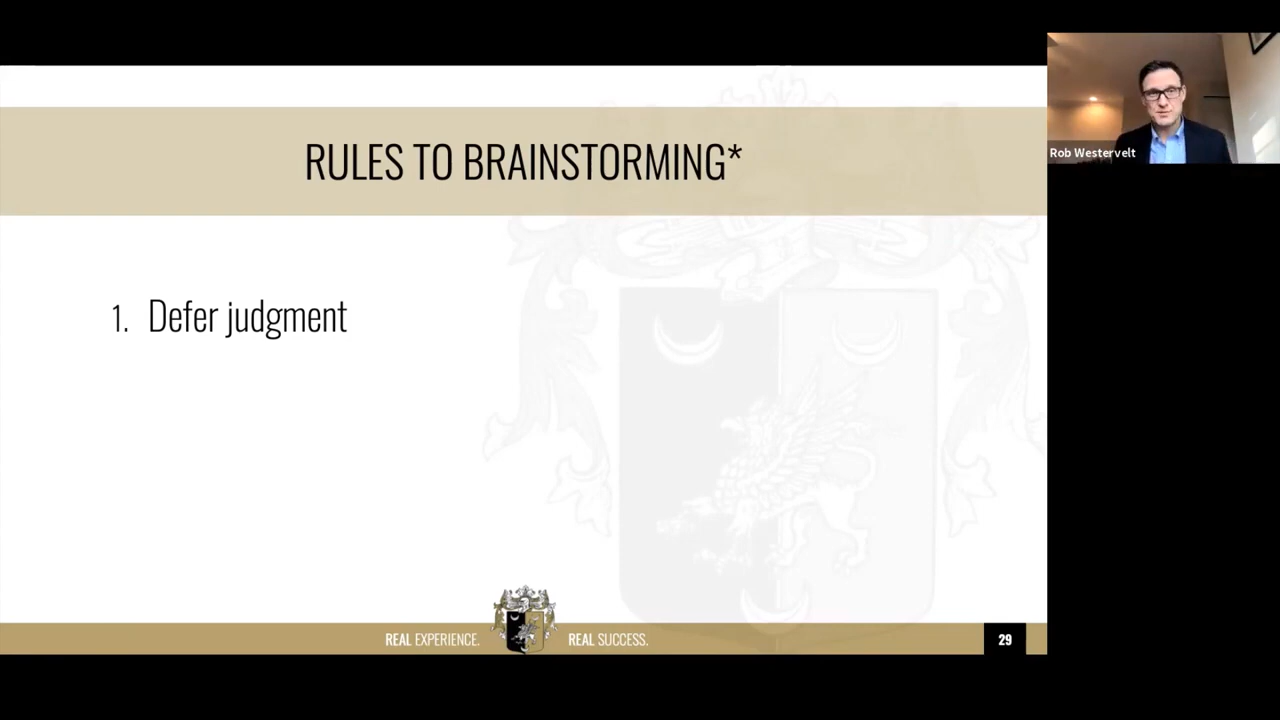 RULES TO BRAINSTORMING*
Rob Westervelt
1. Defer judgment
REAL EXPERIENCE.
REAL SUCCESS.
29